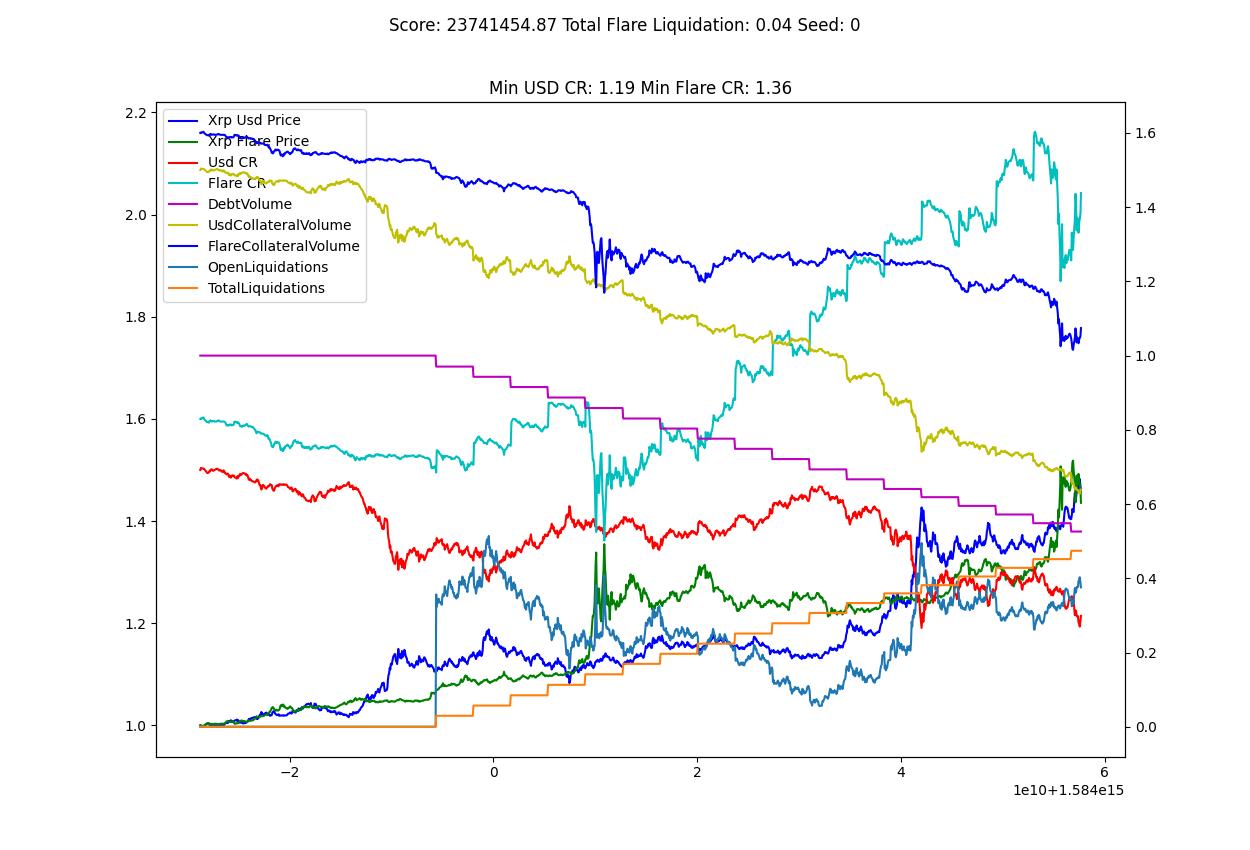 Score: 23741454.87 Total Flare Liquidation: 0.04 Seed: 0
Min USD CR: 1.19 Min Flare CR: 1.36
Xrp Usd Price
Xrp Flare Price
Usd CR
Flare CR
DebtVolume
UsdCollateralVolume
FlareCollateralVolume
OpenLiquidations
TotalLiquidations
2.2
2.0
1.8
1.6
1.4
1.2
1.0
1.6
1.4
1.2
1.0
0.8
0.6
0.4
0.2
0.0
−2
0
2
4
6
1e10+1.584e15